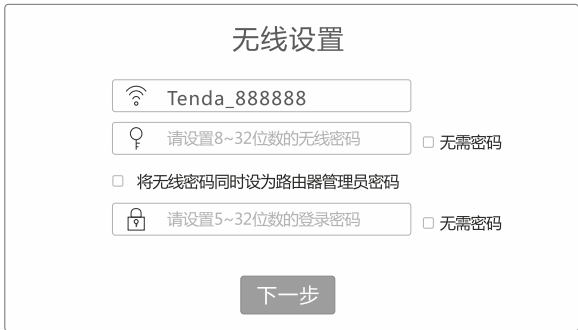 无线设置
Tenda_888888
请设置8~32位数的无线密码
无需密码
将无线密码同时设为路由器管理员密码
请设置5~32位数的登录密码
无需密码
下一步